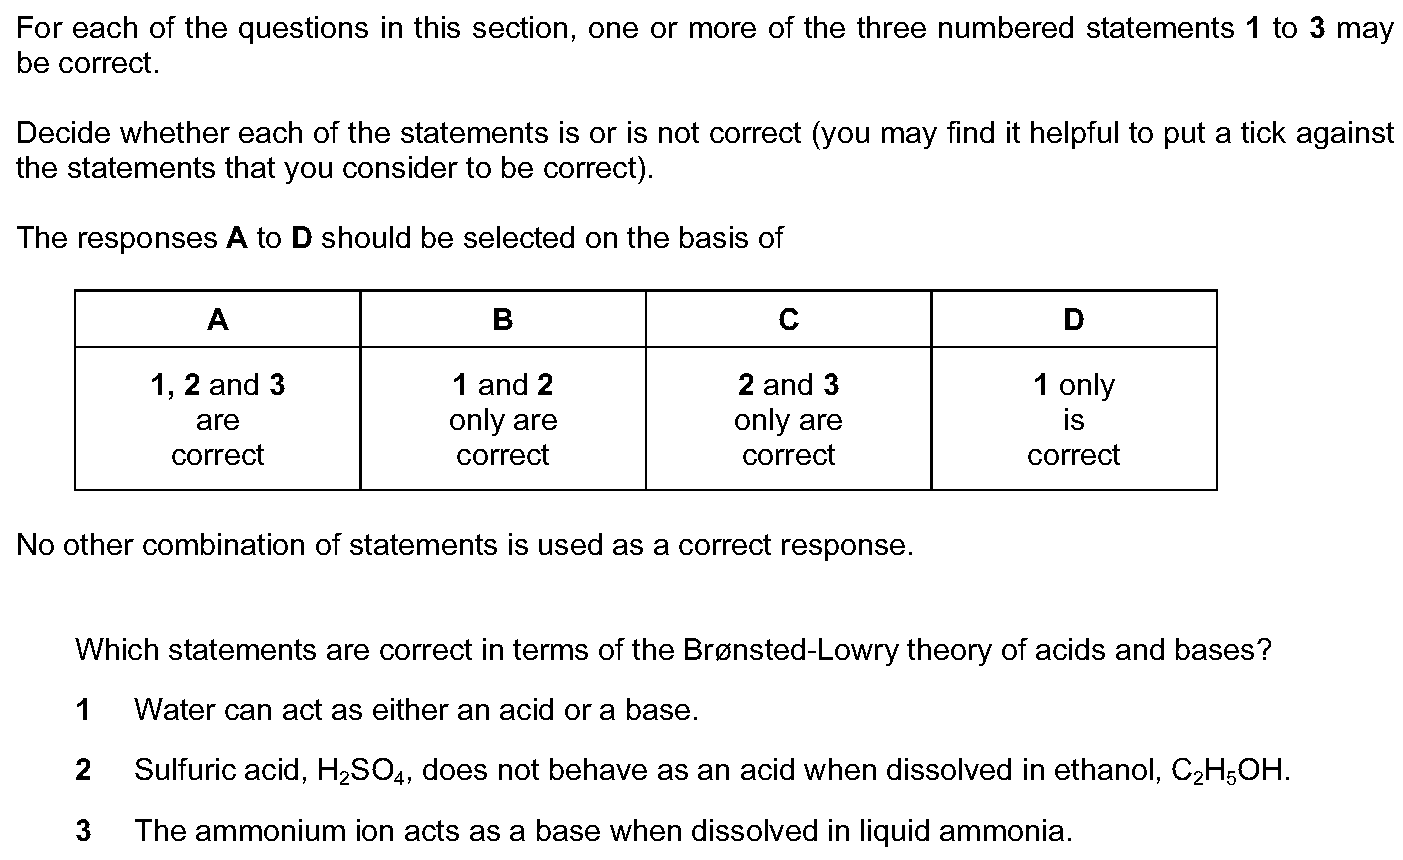 For each of the questions in this section, one or more of the three numbered statements 1 to 3 may
be correct.
Decide whether each of the statements is or is not correct (you may find it helpful to put a tick against
the statements that you consider to be correct).
The responses A to D should be selected on the basis of
A B C D
1, 2 and 3 1 and 2 2 and 3 1 only
are only are only are is
correct correct correct correct
No other combination of statements is used as a correct response.
Which statements are correct in terms of the Brønsted-Lowry theory of acids and bases?
1 Water can act as either an acid or a base.
2 Sulfuric acid, H₂SO₄, does not behave as an acid when dissolved in ethanol, C₂H₅OH.
3 The ammonium ion acts as a base when dissolved in liquid ammonia.